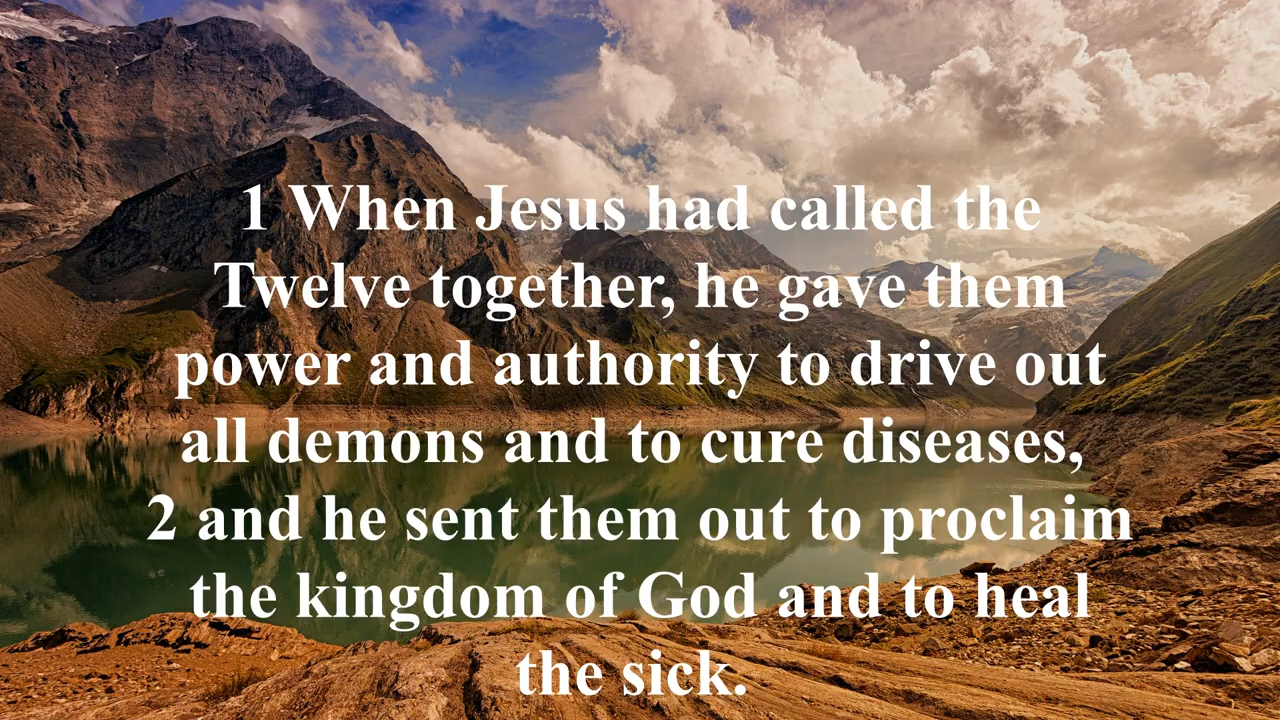 1 When Jesus had called the
Twelve together, he gave them
power and authority to drive out
all demons and to cure diseases,
2 and he sent them out to proclaim
the kingdom of God and to heal
the sick.